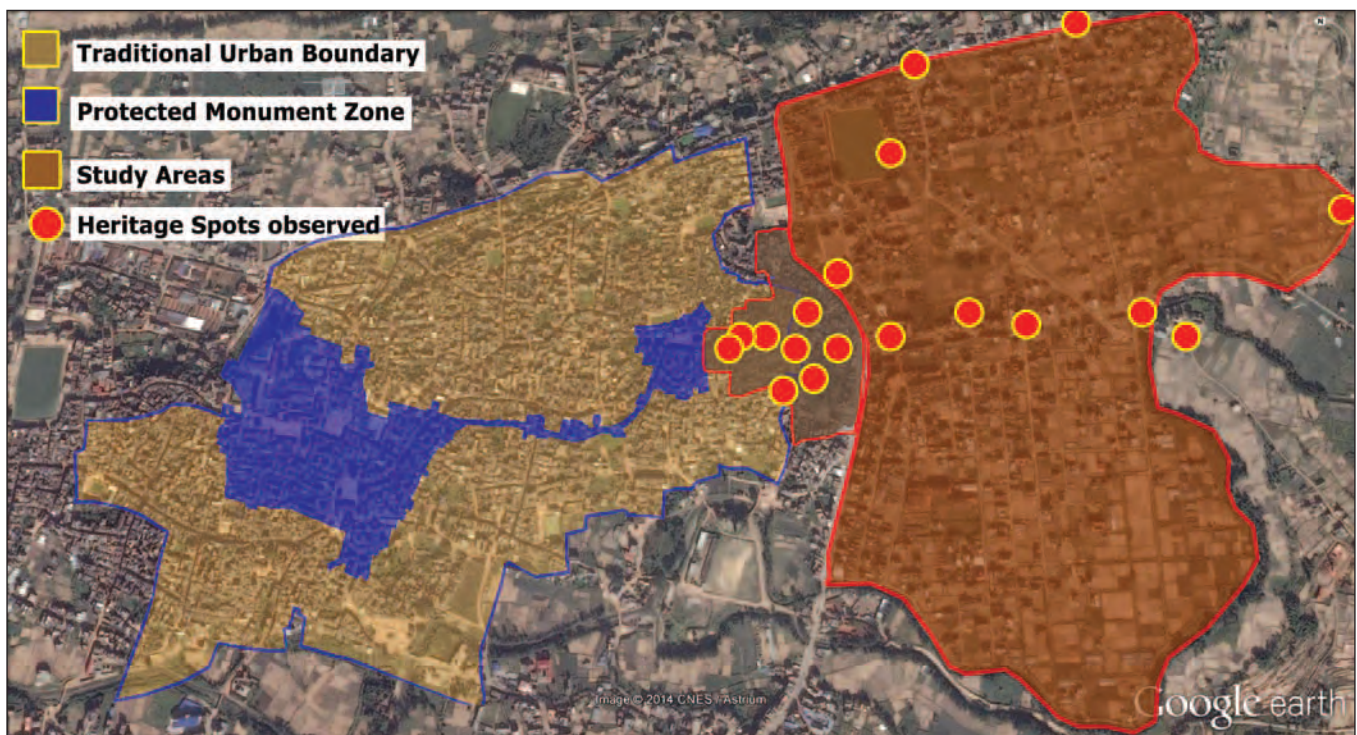 Traditional Urban Boundary
Protected Monument Zone
Study Areas
Heritage Spots observed
N
Image © 2014 CNES / Astrium
Google earth